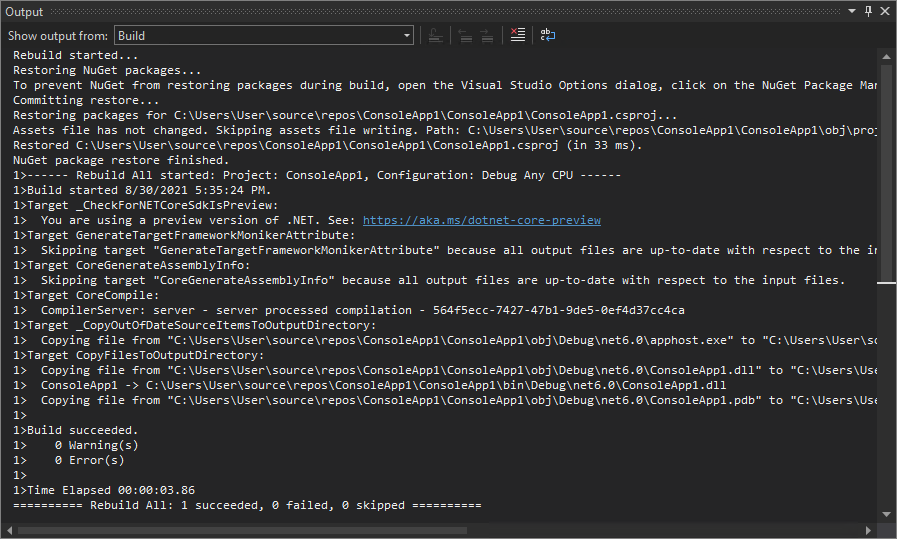 Output
Show output from: Build
Rebuild started...
Restoring NuGet packages...
To prevent NuGet from restoring packages during build, open the Visual Studio Options dialog, click on the NuGet Package Mar
Committing restore...
Restoring packages for C:\Users\User\source\repos\ConsoleApp1\ConsoleApp1\ConsoleApp1.csproj...
Assets file has not changed. Skipping assets file writing. Path: C:\Users\User\source\repos\ConsoleApp1\ConsoleApp1\obj\proj
Restored C:\Users\User\source\repos\ConsoleApp1\ConsoleApp1\ConsoleApp1.csproj (in 33 ms).
NuGet package restore finished.
1>------ Rebuild All started: Project: ConsoleApp1, Configuration: Debug Any CPU ------
1>Build started 8/30/2021 5:35:24 PM.
1>Target _CheckForNETCoreSdkIsPreview:
1>  You are using a preview version of .NET. See: https://aka.ms/dotnet-core-preview
1>Target GenerateTargetFrameworkMonikerAttribute:
1>  Skipping target "GenerateTargetFrameworkMonikerAttribute" because all output files are up-to-date with respect to the in
1>Target CoreGenerateAssemblyInfo:
1>  Skipping target "CoreGenerateAssemblyInfo" because all output files are up-to-date with respect to the input files.
1>Target CoreCompile:
1>  CompilerServer: server - server processed compilation - 564f5ecc-7427-47b1-9de5-0ef4d37cc4ca
1>Target _CopyOutOfDateSourceItemsToOutputDirectory:
1>  Copying file from "C:\Users\User\source\repos\ConsoleApp1\ConsoleApp1\obj\Debug\net6.0\apphost.exe" to "C:\Users\User\so
1>Target CopyFilesToOutputDirectory:
1>  Copying file from "C:\Users\User\source\repos\ConsoleApp1\ConsoleApp1\obj\Debug\net6.0\ConsoleApp1.dll" to "C:\Users\Use
1>  ConsoleApp1 -> C:\Users\User\source\repos\ConsoleApp1\ConsoleApp1\bin\Debug\net6.0\ConsoleApp1.dll
1>  Copying file from "C:\Users\User\source\repos\ConsoleApp1\ConsoleApp1\obj\Debug\net6.0\ConsoleApp1.pdb" to "C:\Users\Use
1>
1>Build succeeded.
1>    0 Warning(s)
1>    0 Error(s)
1>
1>Time Elapsed 00:00:03.86
========== Rebuild All: 1 succeeded, 0 failed, 0 skipped ==========